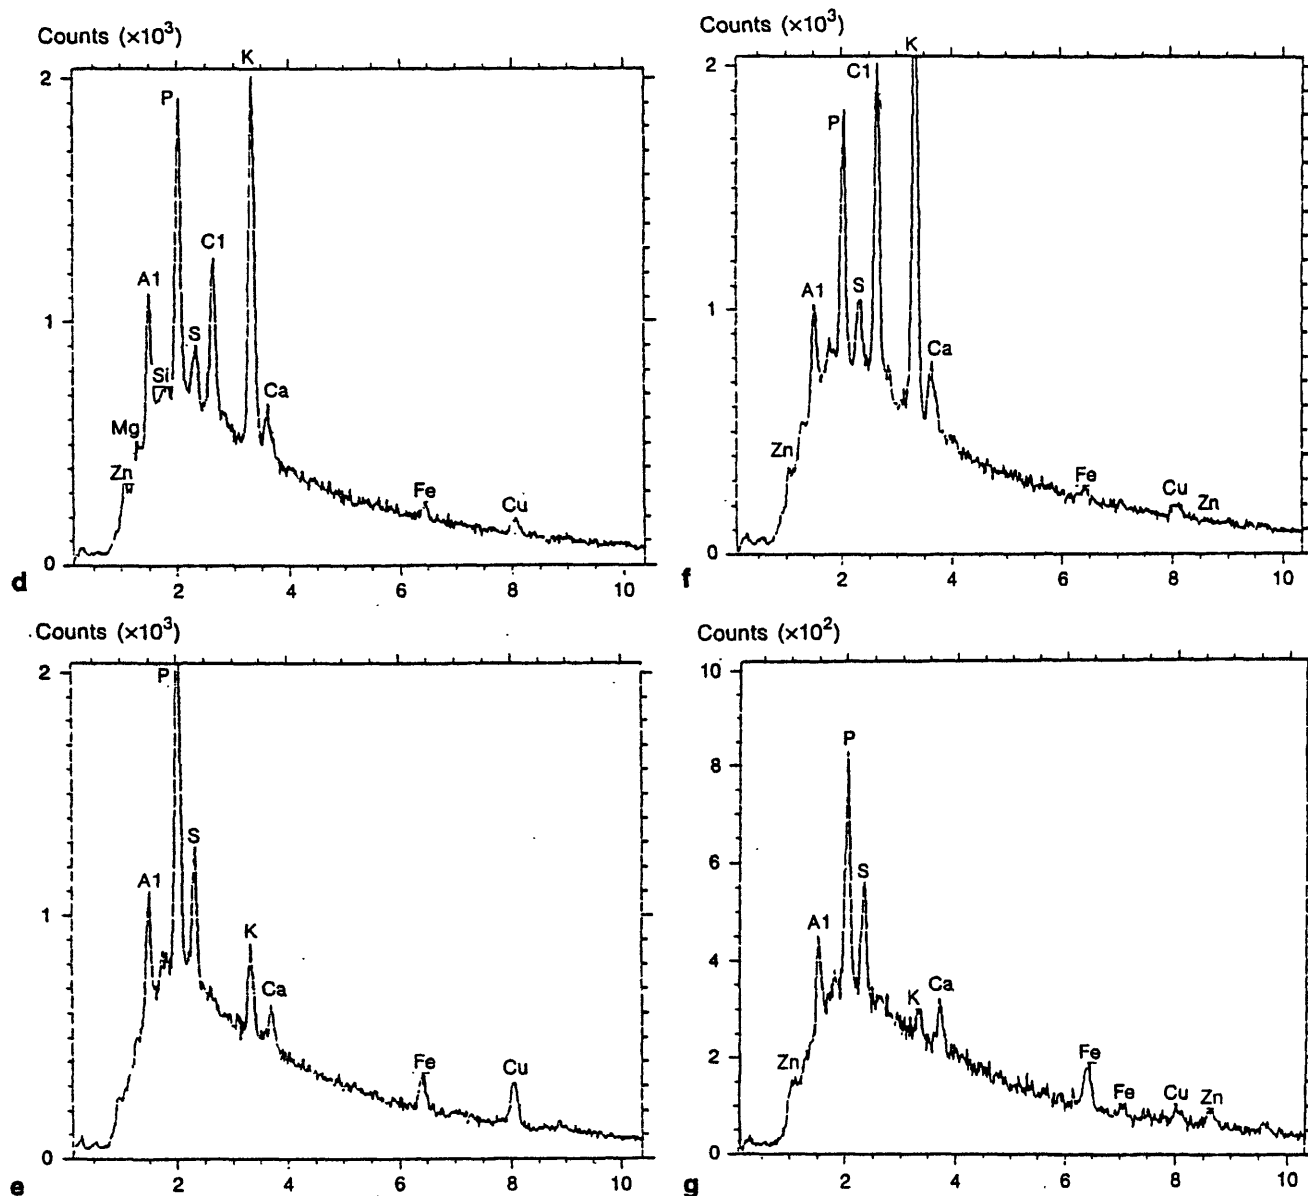 Counts (×10³)
K
2
P
C1
A1
1
S
Si
Ca
Mg
Zn
Fe
Cu
0
d
2 4 6 8 10
Counts (×10³)
K
2
C1
P
A1
S
1
Ca
Zn
Fe
Cu
Zn
0
f
2 4 6 8 10
Counts (×10³)
2
P
S
A1
1
K
Ca
Fe
Cu
0
e
2 4 6 8 10
Counts (×10²)
10
P
8
S
6
A1
4
K
Ca
2
Zn
Fe
Fe
Cu
Zn
0
g
2 4 6 8 10